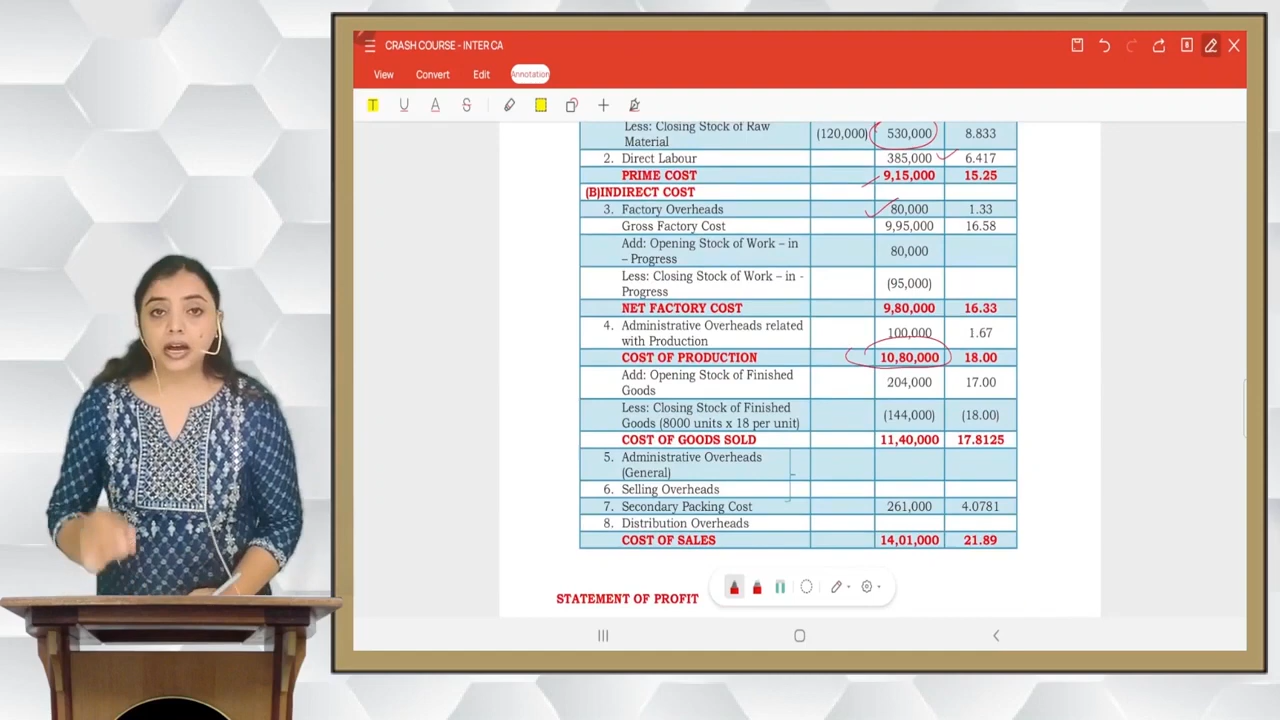 CRASH COURSE - INTER CA
View Convert Edit Annotation
Less: Closing Stock of Raw
Material (120,000) 530,000 8.833
2. Direct Labour 385,000 6.417
PRIME COST 9,15,000 15.25
(B)INDIRECT COST
3. Factory Overheads 80,000 1.33
Gross Factory Cost 9,95,000 16.58
Add: Opening Stock of Work – in
– Progress 80,000
Less: Closing Stock of Work – in -
Progress (95,000)
NET FACTORY COST 9,80,000 16.33
4. Administrative Overheads related
with Production 100,000 1.67
COST OF PRODUCTION 10,80,000 18.00
Add: Opening Stock of Finished
Goods 204,000 17.00
Less: Closing Stock of Finished
Goods (8000 units x 18 per unit) (144,000) (18.00)
COST OF GOODS SOLD 11,40,000 17.8125
5. Administrative Overheads
(General)
6. Selling Overheads
7. Secondary Packing Cost 261,000 4.0781
8. Distribution Overheads
COST OF SALES 14,01,000 21.89
STATEMENT OF PROFIT